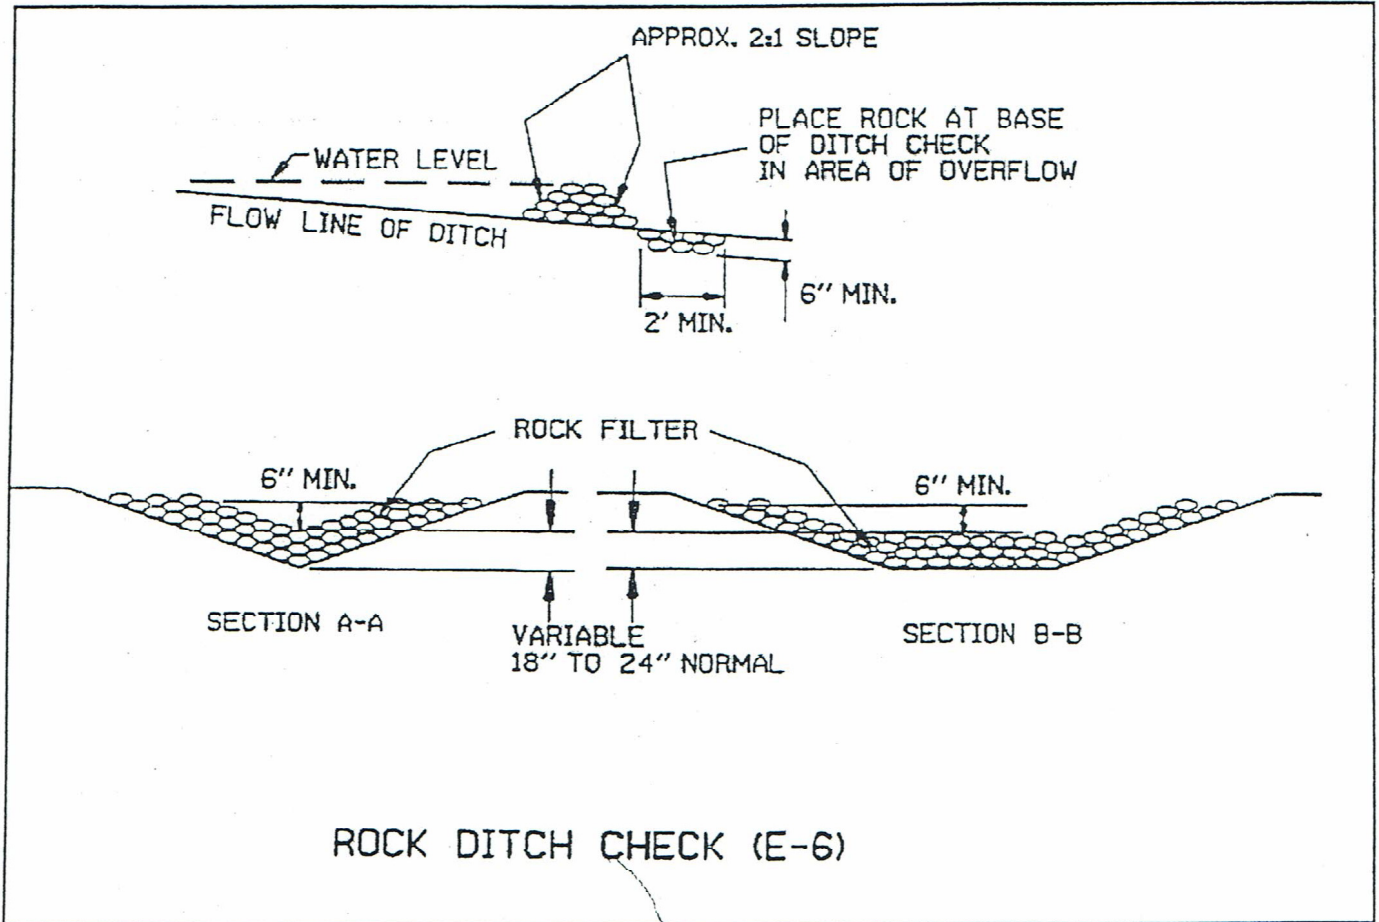 APPROX. 2:1 SLOPE
PLACE ROCK AT BASE
OF DITCH CHECK
IN AREA OF OVERFLOW
WATER LEVEL
FLOW LINE OF DITCH
6" MIN.
2' MIN.
ROCK FILTER
6" MIN.
6" MIN.
SECTION A-A
VARIABLE
18" TO 24" NORMAL
SECTION B-B
ROCK DITCH CHECK (E-6)